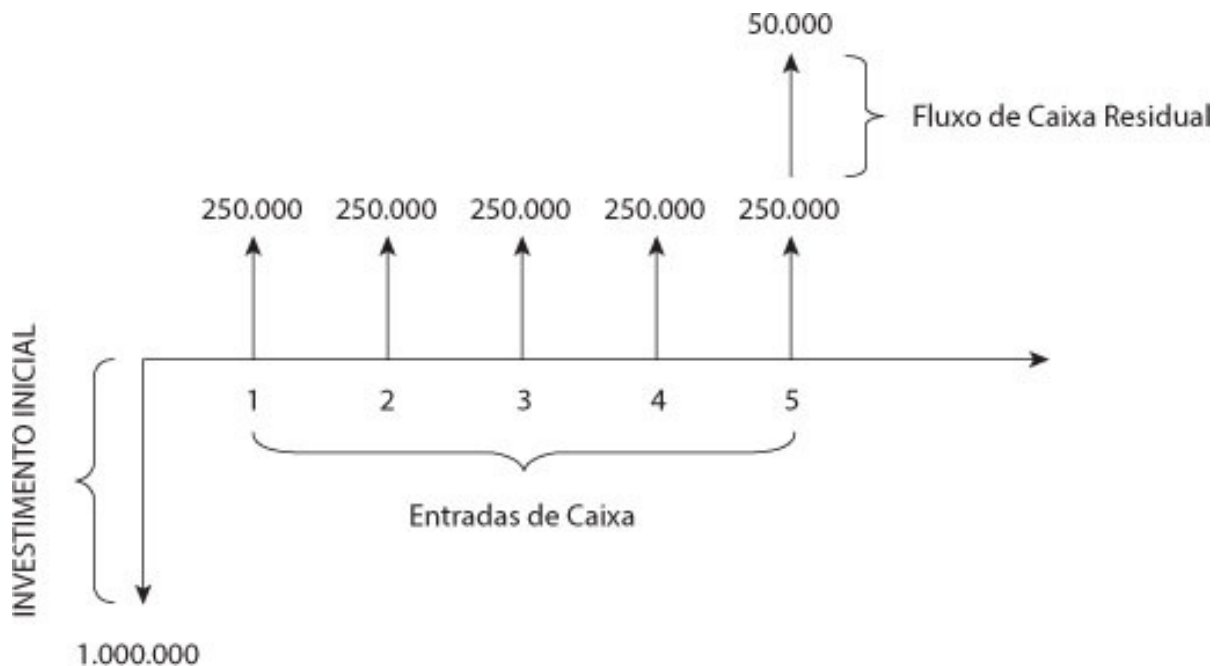 50.000
Fluxo de Caixa Residual
250.000 250.000 250.000 250.000 250.000
INVESTIMENTO INICIAL
1 2 3 4 5
Entradas de Caixa
1.000.000